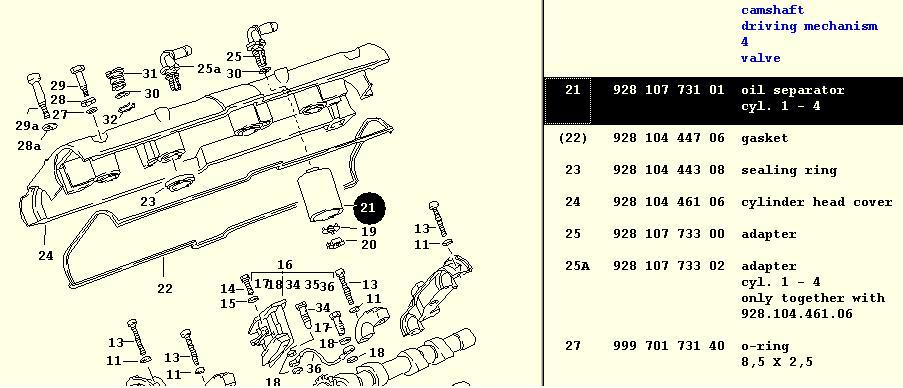 25
29
31
25a
30
28
30
27
29a
32
28a
23
21
13
19
24
11
20
16
22
14
17
18
34
35
36
13
15
34
11
17
13
18
11
13
18
36
11
18
camshaft
driving mechanism
4
valve
21 928 107 731 01 oil separator
cyl. 1 - 4
(22) 928 104 447 06 gasket
23 928 104 443 08 sealing ring
24 928 104 461 06 cylinder head cover
25 928 107 733 00 adapter
25A 928 107 733 02 adapter
cyl. 1 - 4
only together with
928.104.461.06
27 999 701 731 40 o-ring
8,5 X 2,5